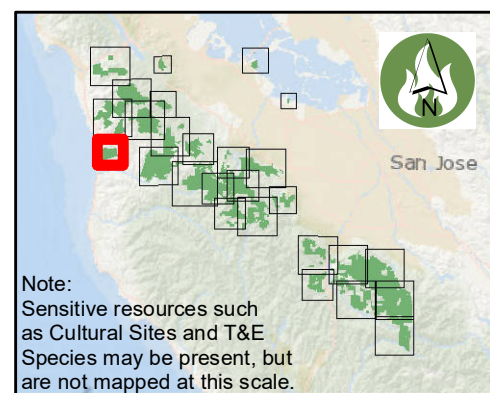 N
San Jose
Note:
Sensitive resources such
as Cultural Sites and T&E
Species may be present, but
are not mapped at this scale.